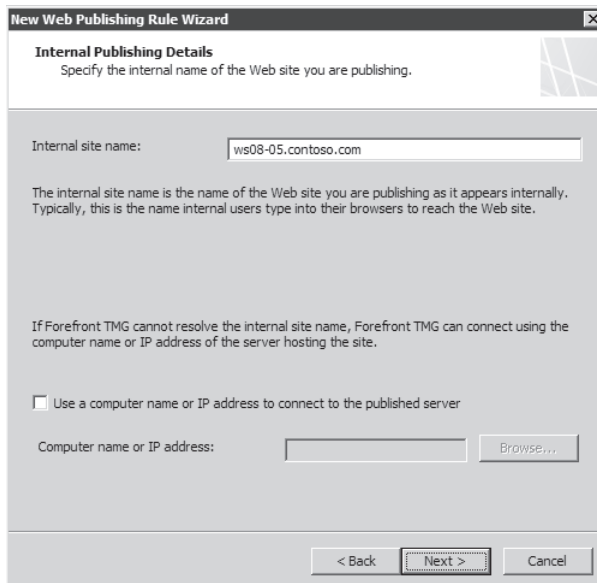 New Web Publishing Rule Wizard
Internal Publishing Details
Specify the internal name of the Web site you are publishing.
Internal site name:
ws08-05.contoso.com
The internal site name is the name of the Web site you are publishing as it appears internally.
Typically, this is the name internal users type into their browsers to reach the Web site.
If Forefront TMG cannot resolve the internal site name, Forefront TMG can connect using the
computer name or IP address of the server hosting the site.
Use a computer name or IP address to connect to the published server
Computer name or IP address:
Browse...
< Back
Next >
Cancel